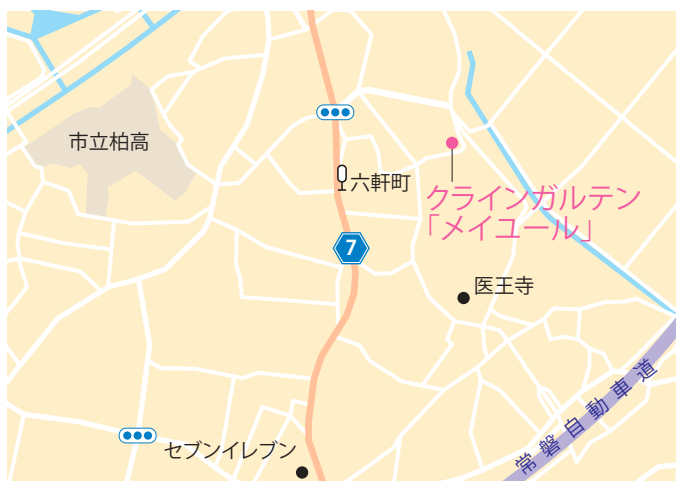 市立柏高
六軒町
クラインガルテン
「メイユール」
7
医王寺
常磐自動車道
セブンイレブン